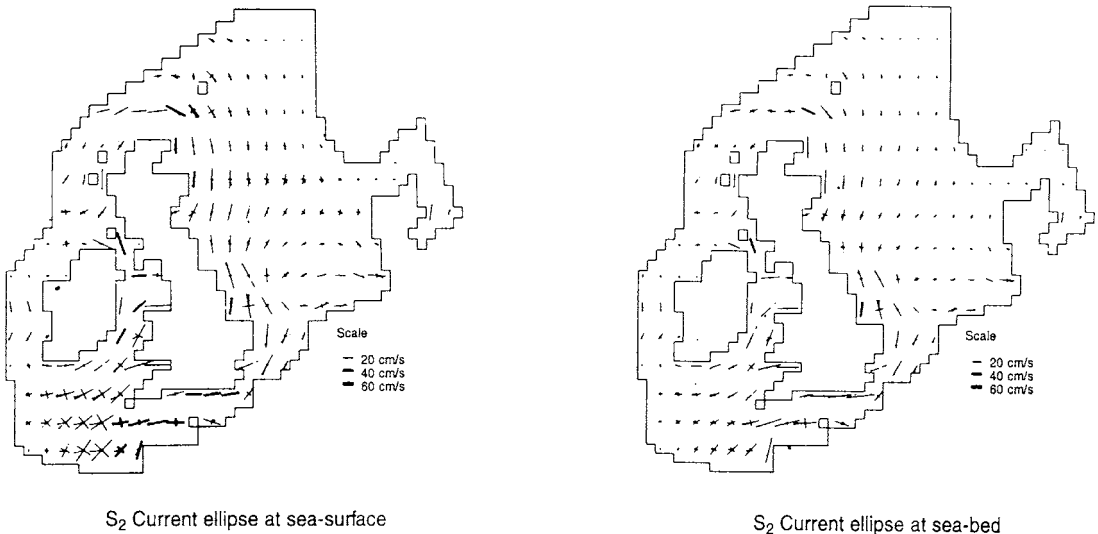 Scale
20 cm/s
40 cm/s
60 cm/s
S₂ Current ellipse at sea-surface
Scale
20 cm/s
40 cm/s
60 cm/s
S₂ Current ellipse at sea-bed